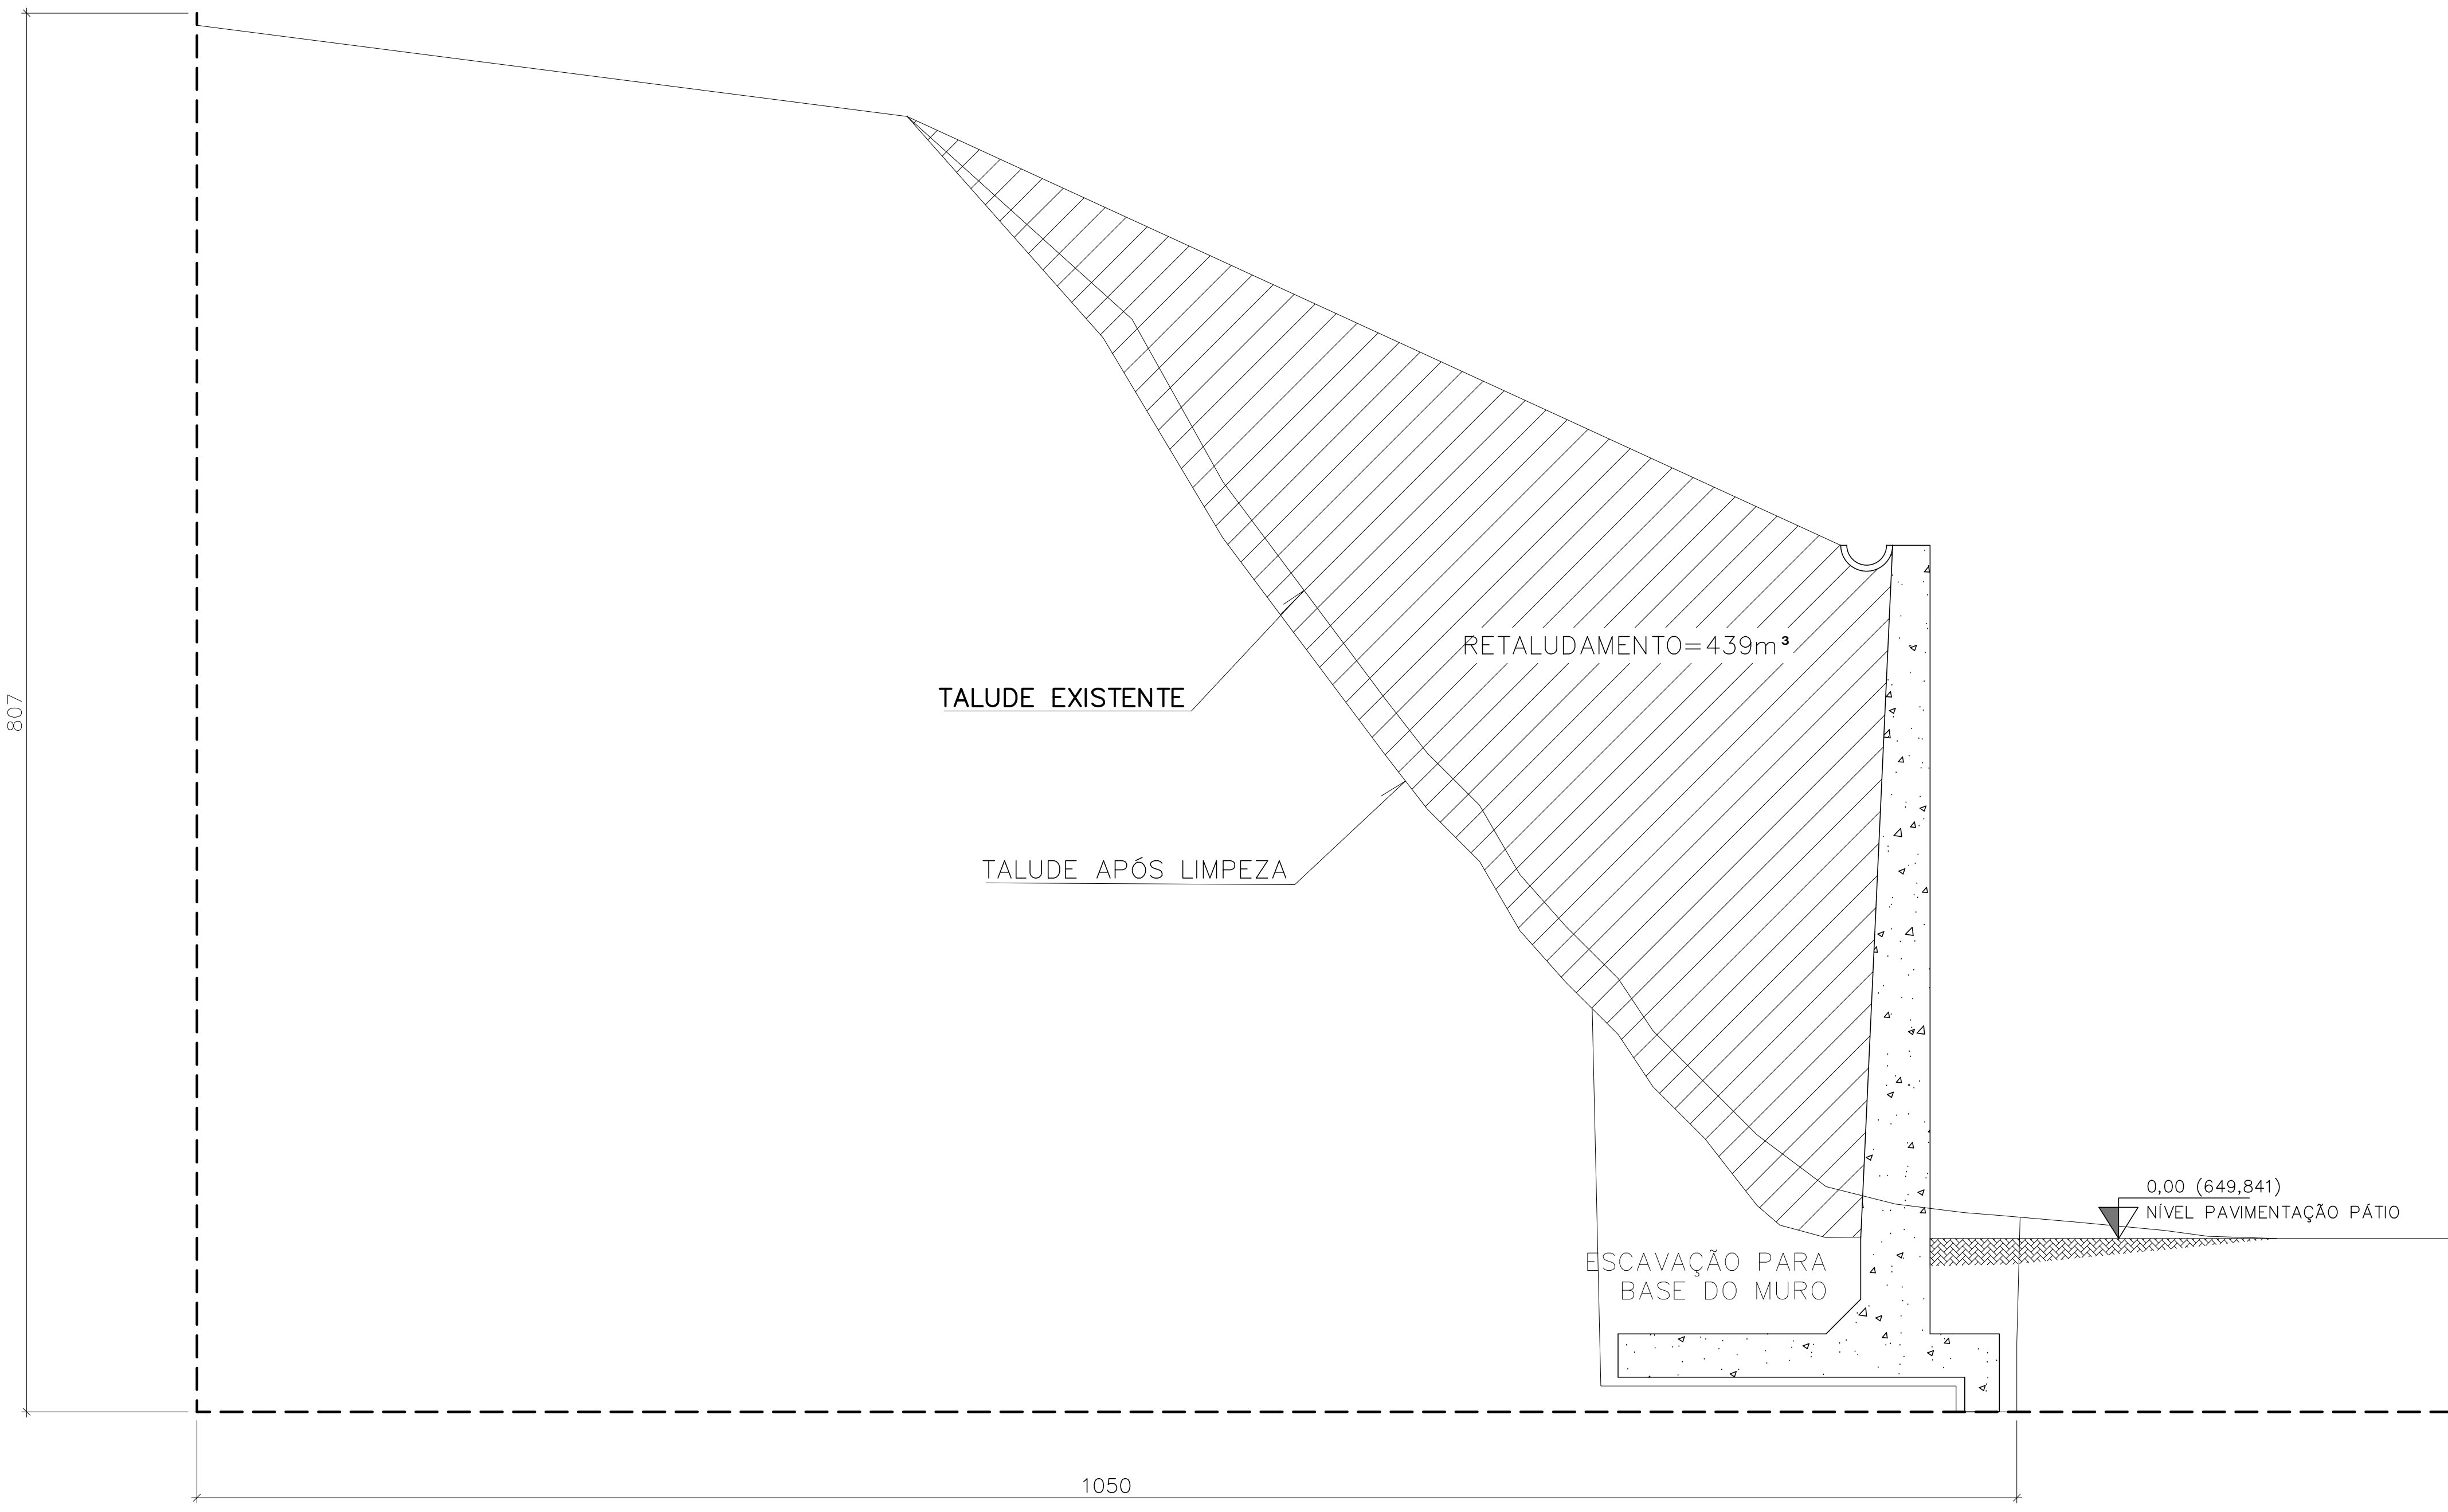 807
RETALUDAMENTO=439m³
TALUDE EXISTENTE
TALUDE APÓS LIMPEZA
0,00 (649,841)
NÍVEL PAVIMENTAÇÃO PÁTIO
ESCAVAÇÃO PARA
BASE DO MURO
1050